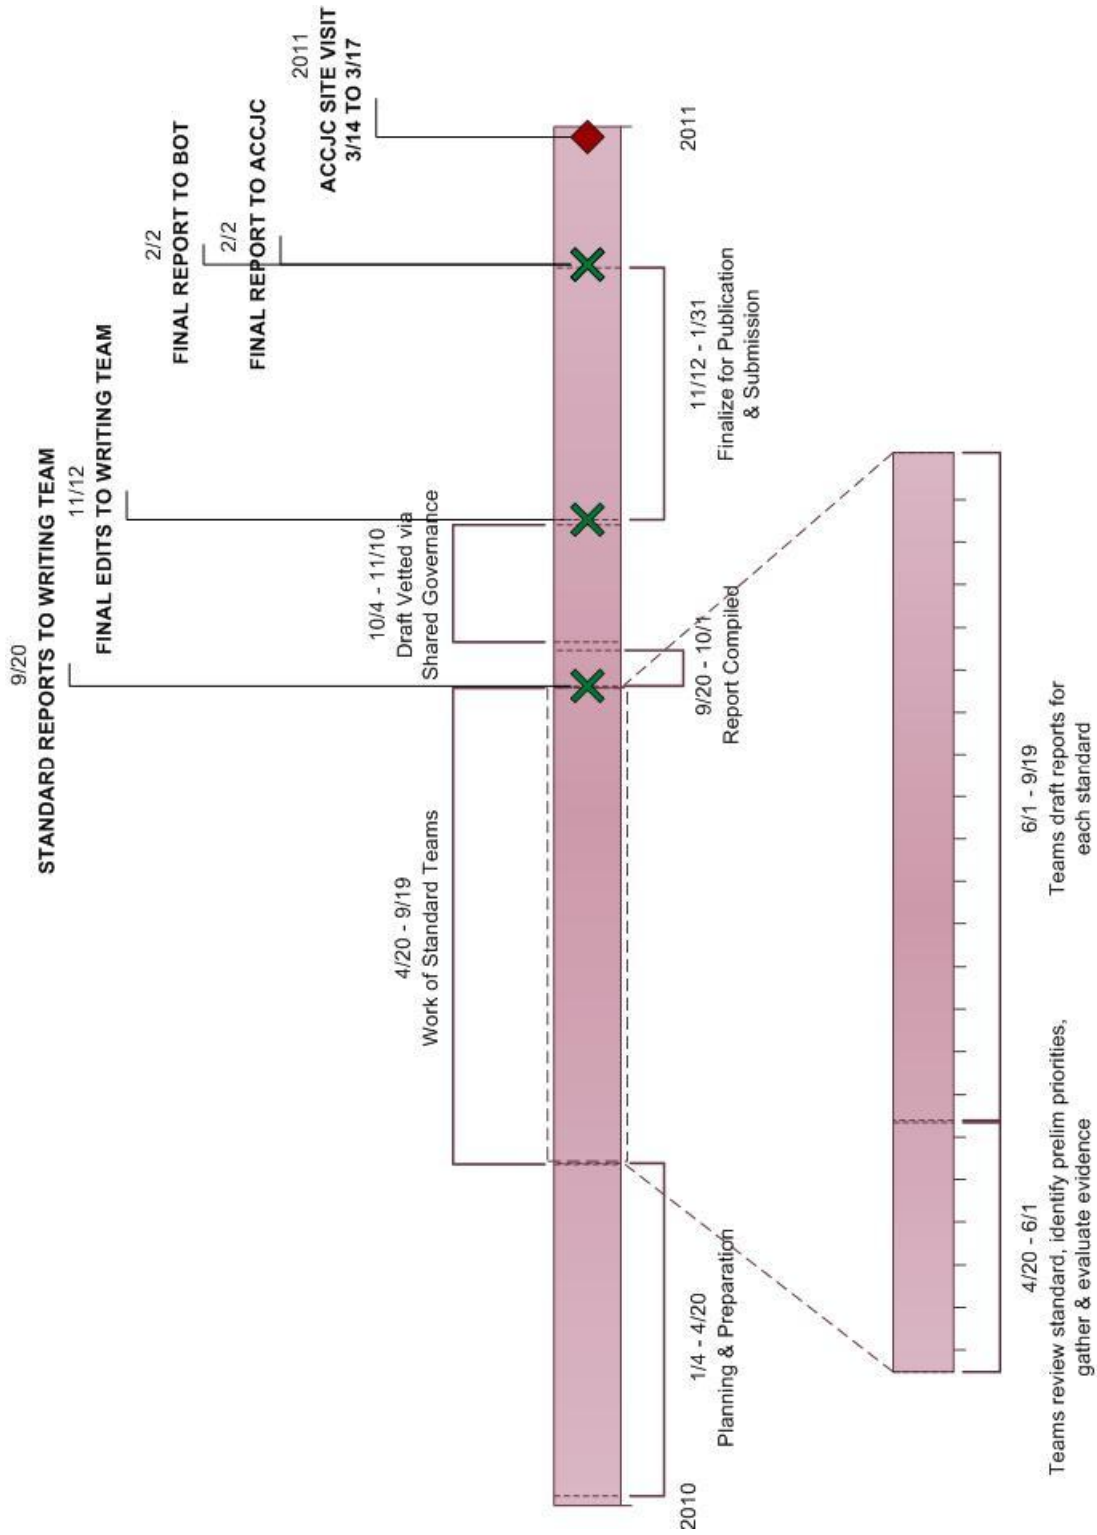 9/20
STANDARD REPORTS TO WRITING TEAM
11/12
FINAL EDITS TO WRITING TEAM
2/2
FINAL REPORT TO BOT
2/2
FINAL REPORT TO ACCJC
2011
ACCJC SITE VISIT
3/14 TO 3/17
4/20 - 9/19
Work of Standard Teams
10/4 - 11/10
Draft Vetted via
Shared Governance
2010
2011
1/4 - 4/20
Planning & Preparation
9/20 - 10/1
Report Compiled
11/12 - 1/31
Finalize for Publication
& Submission
4/20 - 6/1
Teams review standard, identify prelim priorities,
gather & evaluate evidence
6/1 - 9/19
Teams draft reports for
each standard